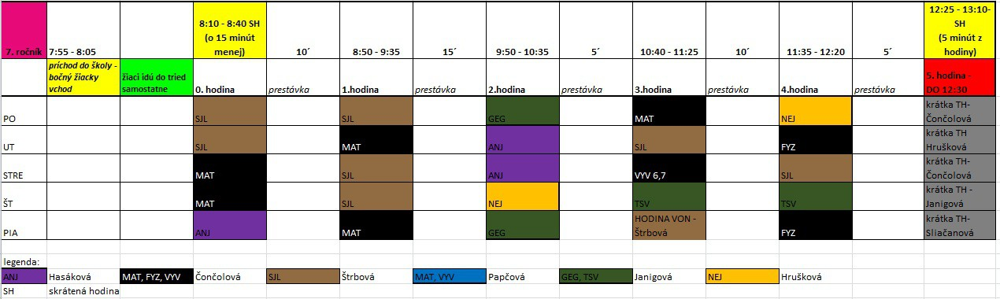 7. ročník 7:55 - 8:05 8:10 - 8:40 SH (o 15 minút menej) 10´ 8:50 - 9:35 15´ 9:50 - 10:35 5´ 10:40 - 11:25 10´ 11:35 - 12:20 5´ 12:25 - 13:10- SH (5 minút z hodiny)
príchod do školy - bočný žiacky vchod žiaci idú do tried samostatne 0. hodina prestávka 1.hodina prestávka 2.hodina prestávka 3.hodina prestávka 4.hodina prestávka 5. hodina - DO 12:30
PO SJL SJL GEG MAT NEJ krátka TH- Čončolová
UT SJL MAT ANJ SJL FYZ krátka TH Hrušková
STRE MAT SJL ANJ VYV 6,7 SJL krátka TH- Čončolová
ŠT MAT SJL NEJ TSV TSV krátka TH - Janigová
PIA ANJ MAT GEG HODINA VON - Štrbová FYZ krátka TH- Sliačanová
legenda:
ANJ Hasáková MAT, FYZ, VYV Čončolová SJL Štrbová MAT, VYV Papčová GEG, TSV Janigová NEJ Hrušková
SH skrátená hodina